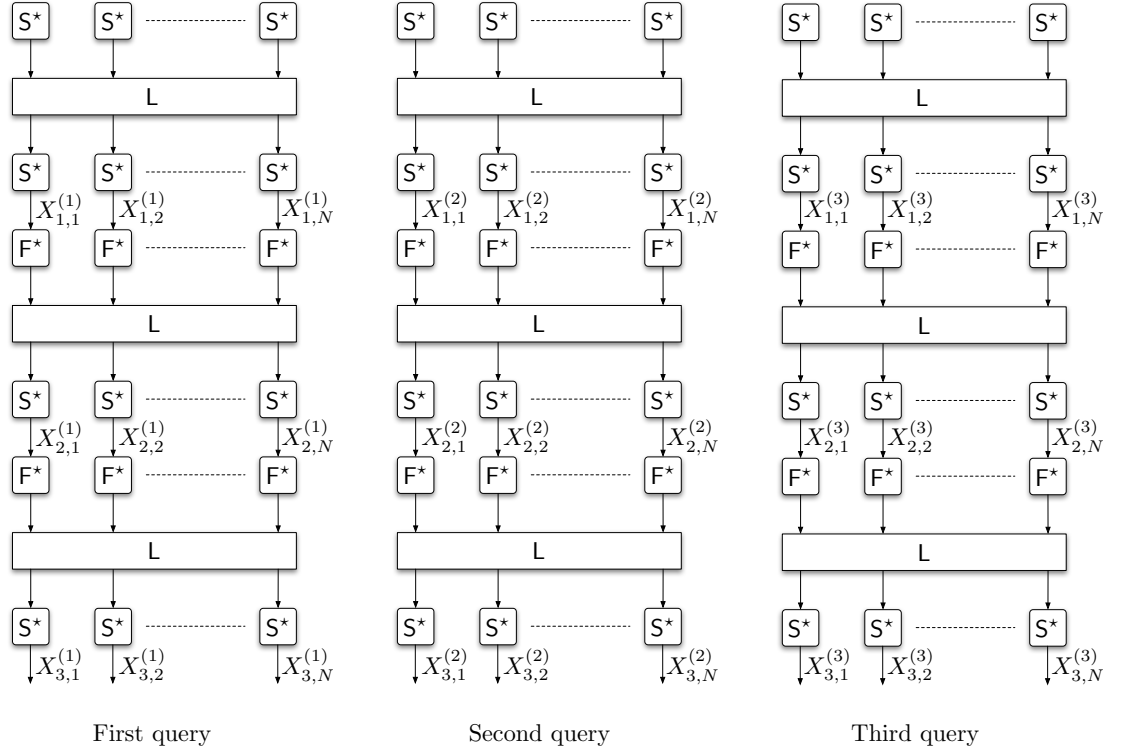 S⋆ S⋆ S⋆ S⋆ S⋆ S⋆ S⋆ S⋆ S⋆
L L L
S⋆ S⋆ S⋆ S⋆ S⋆ S⋆ S⋆ S⋆ S⋆
X_{1,1}^{(1)} X_{1,2}^{(1)} X_{1,N}^{(1)} X_{1,1}^{(2)} X_{1,2}^{(2)} X_{1,N}^{(2)} X_{1,1}^{(3)} X_{1,2}^{(3)} X_{1,N}^{(3)}
F⋆ F⋆ F⋆ F⋆ F⋆ F⋆ F⋆ F⋆ F⋆
L L L
S⋆ S⋆ S⋆ S⋆ S⋆ S⋆ S⋆ S⋆ S⋆
X_{2,1}^{(1)} X_{2,2}^{(1)} X_{2,N}^{(1)} X_{2,1}^{(2)} X_{2,2}^{(2)} X_{2,N}^{(2)} X_{2,1}^{(3)} X_{2,2}^{(3)} X_{2,N}^{(3)}
F⋆ F⋆ F⋆ F⋆ F⋆ F⋆ F⋆ F⋆ F⋆
L L L
S⋆ S⋆ S⋆ S⋆ S⋆ S⋆ S⋆ S⋆ S⋆
X_{3,1}^{(1)} X_{3,2}^{(1)} X_{3,N}^{(1)} X_{3,1}^{(2)} X_{3,2}^{(2)} X_{3,N}^{(2)} X_{3,1}^{(3)} X_{3,2}^{(3)} X_{3,N}^{(3)}
First query Second query Third query